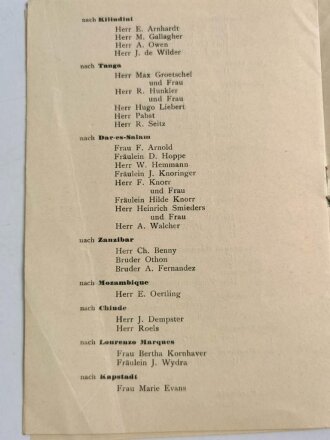 nach Kilindini
Herr E. Arnhardt
Herr M. Gallagher
Herr A. Owen
Herr J. de Wilder
nach Tanga
Herr Max Groetschel
und Frau
Herr R. Hunkler
und Frau
Herr Hugo Liebert
Herr Pabst
Herr R. Seitz
nach Dar-es-Salam
Frau F. Arnold
Fräulein D. Hoppe
Herr W. Hemmann
Fräulein J. Knoringer
Herr F. Knorr
und Frau
Fräulein Hilde Knorr
Herr Heinrich Smieders
und Frau
Herr A. Walcher
nach Zanzibar
Herr Ch. Benny
Bruder Othon
Bruder A. Fernandez
nach Mozambique
Herr E. Oertling
nach Chinde
Herr J. Dempster
Herr Roels
nach Lourenzo Marques
Frau Bertha Kornhaver
Fräulein J. Wydra
nach Kapstadt
Frau Marie Evans